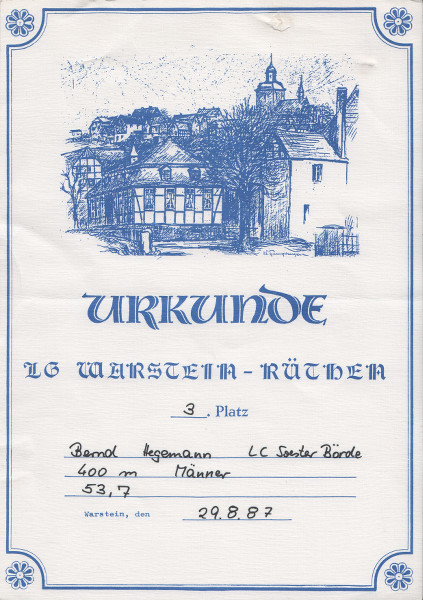 URKUNDE
LG WARSTEIN-RÜTHEN
3. Platz
Bernd Hegemann LC Soester Börde
400 m Männer
53,7
Warstein, den 29.8.87